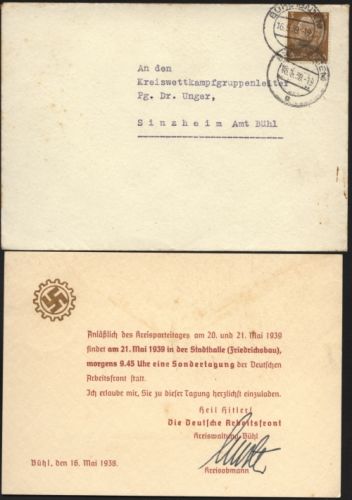 An den
Kreiswettkampfgruppenleiter
Pg. Dr. Unger,
Sinzheim Amt Bühl
Anläßlich des Kreisparteitages am 20. und 21. Mai 1939
findet am 21. Mai 1939 in der Stadthalle (Friedrichsbau),
morgens 9.45 Uhr eine Sondertagung der Deutschen
Arbeitsfront statt.
Ich erlaube mir, Sie zu dieser Tagung herzlichst einzuladen.
Heil Hitler!
Die Deutsche Arbeitsfront
Kreiswaltung Bühl
Kreisobmann
Bühl, den 16. Mai 1938.